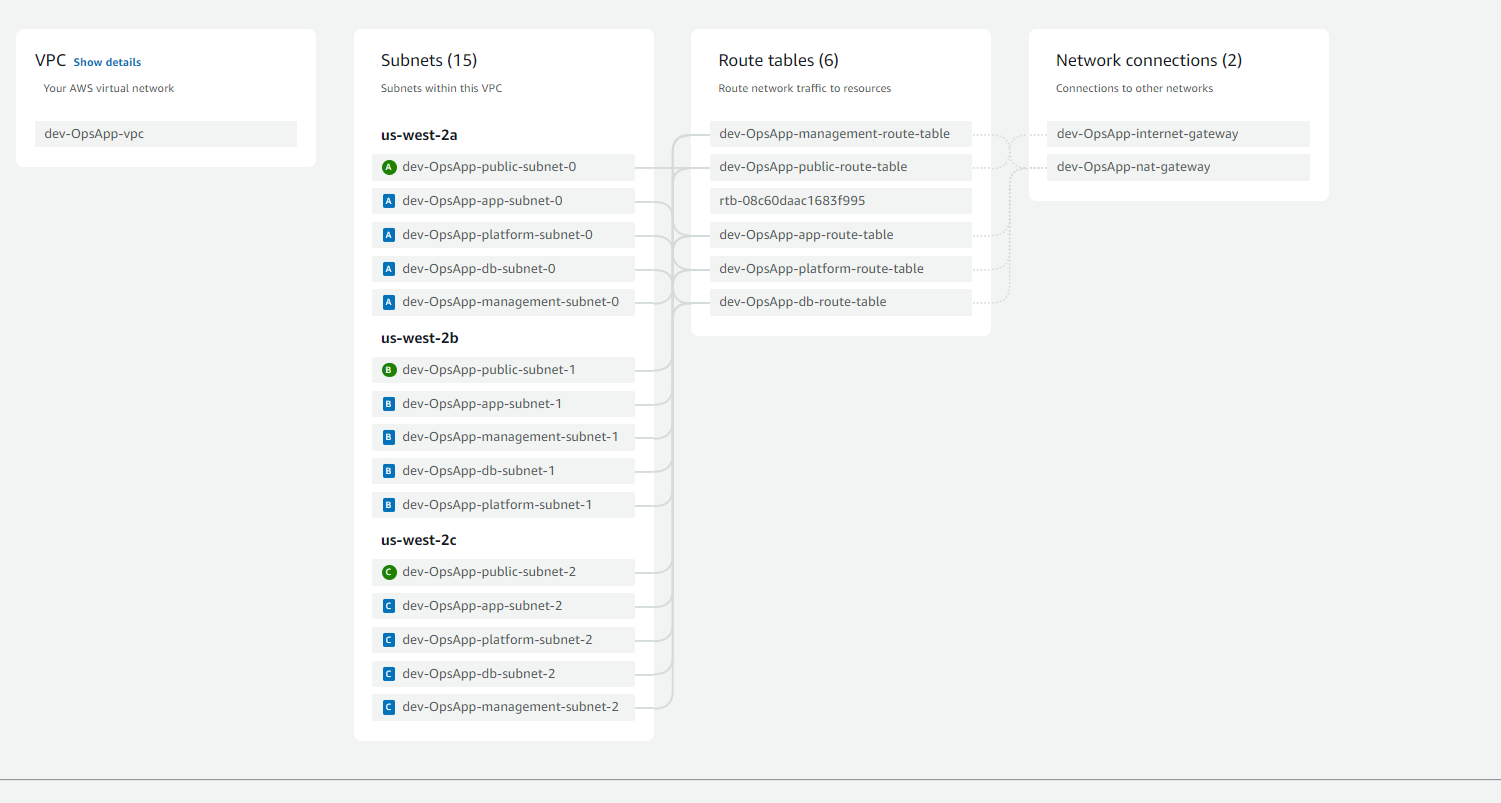 VPC Show details
Your AWS virtual network
dev-OpsApp-vpc
Subnets (15)
Subnets within this VPC
us-west-2a
A dev-OpsApp-public-subnet-0
A dev-OpsApp-app-subnet-0
A dev-OpsApp-platform-subnet-0
A dev-OpsApp-db-subnet-0
A dev-OpsApp-management-subnet-0
us-west-2b
B dev-OpsApp-public-subnet-1
B dev-OpsApp-app-subnet-1
B dev-OpsApp-management-subnet-1
B dev-OpsApp-db-subnet-1
B dev-OpsApp-platform-subnet-1
us-west-2c
C dev-OpsApp-public-subnet-2
C dev-OpsApp-app-subnet-2
C dev-OpsApp-platform-subnet-2
C dev-OpsApp-db-subnet-2
C dev-OpsApp-management-subnet-2
Route tables (6)
Route network traffic to resources
dev-OpsApp-management-route-table
dev-OpsApp-public-route-table
rtb-08c60daac1683f995
dev-OpsApp-app-route-table
dev-OpsApp-platform-route-table
dev-OpsApp-db-route-table
Network connections (2)
Connections to other networks
dev-OpsApp-internet-gateway
dev-OpsApp-nat-gateway